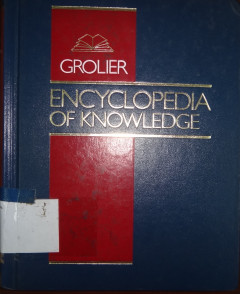 GROLIER
ENCYCLOPEDIA
OF KNOWLEDGE